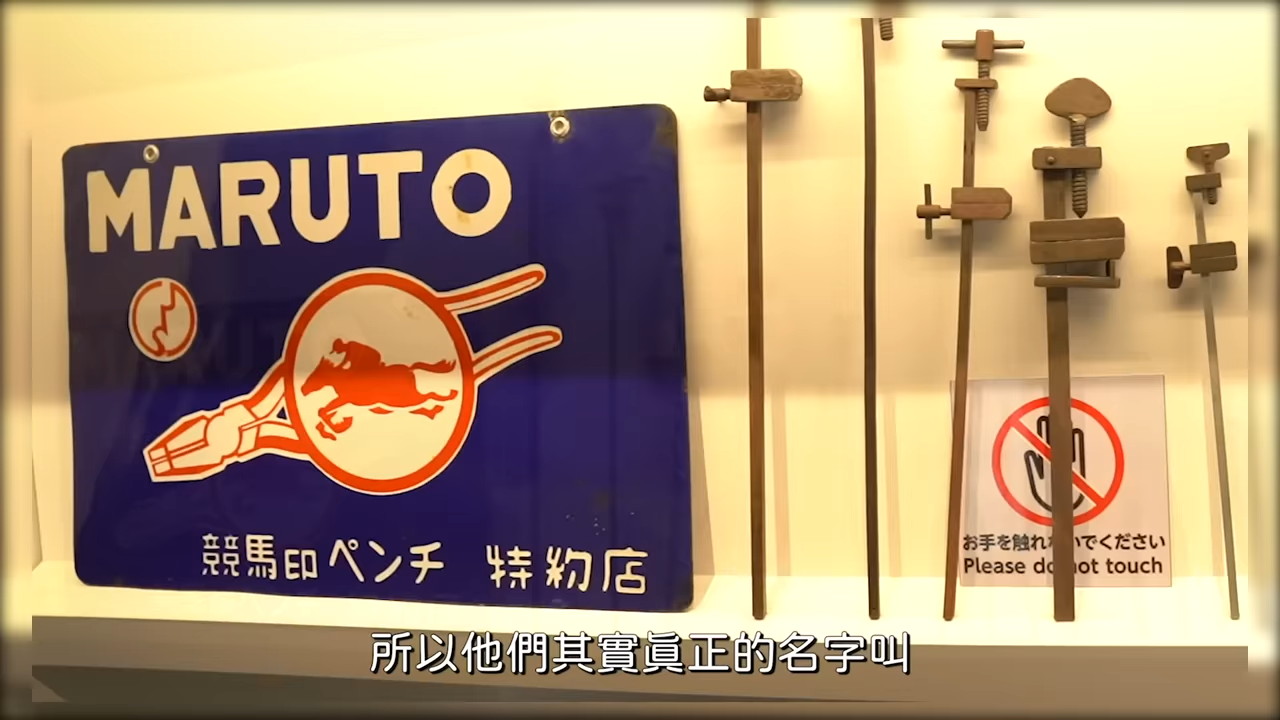 MARUTO
競馬印ペンチ 特約店
お手を触れないでください
Please do not touch
所以他們其實真正的名字叫